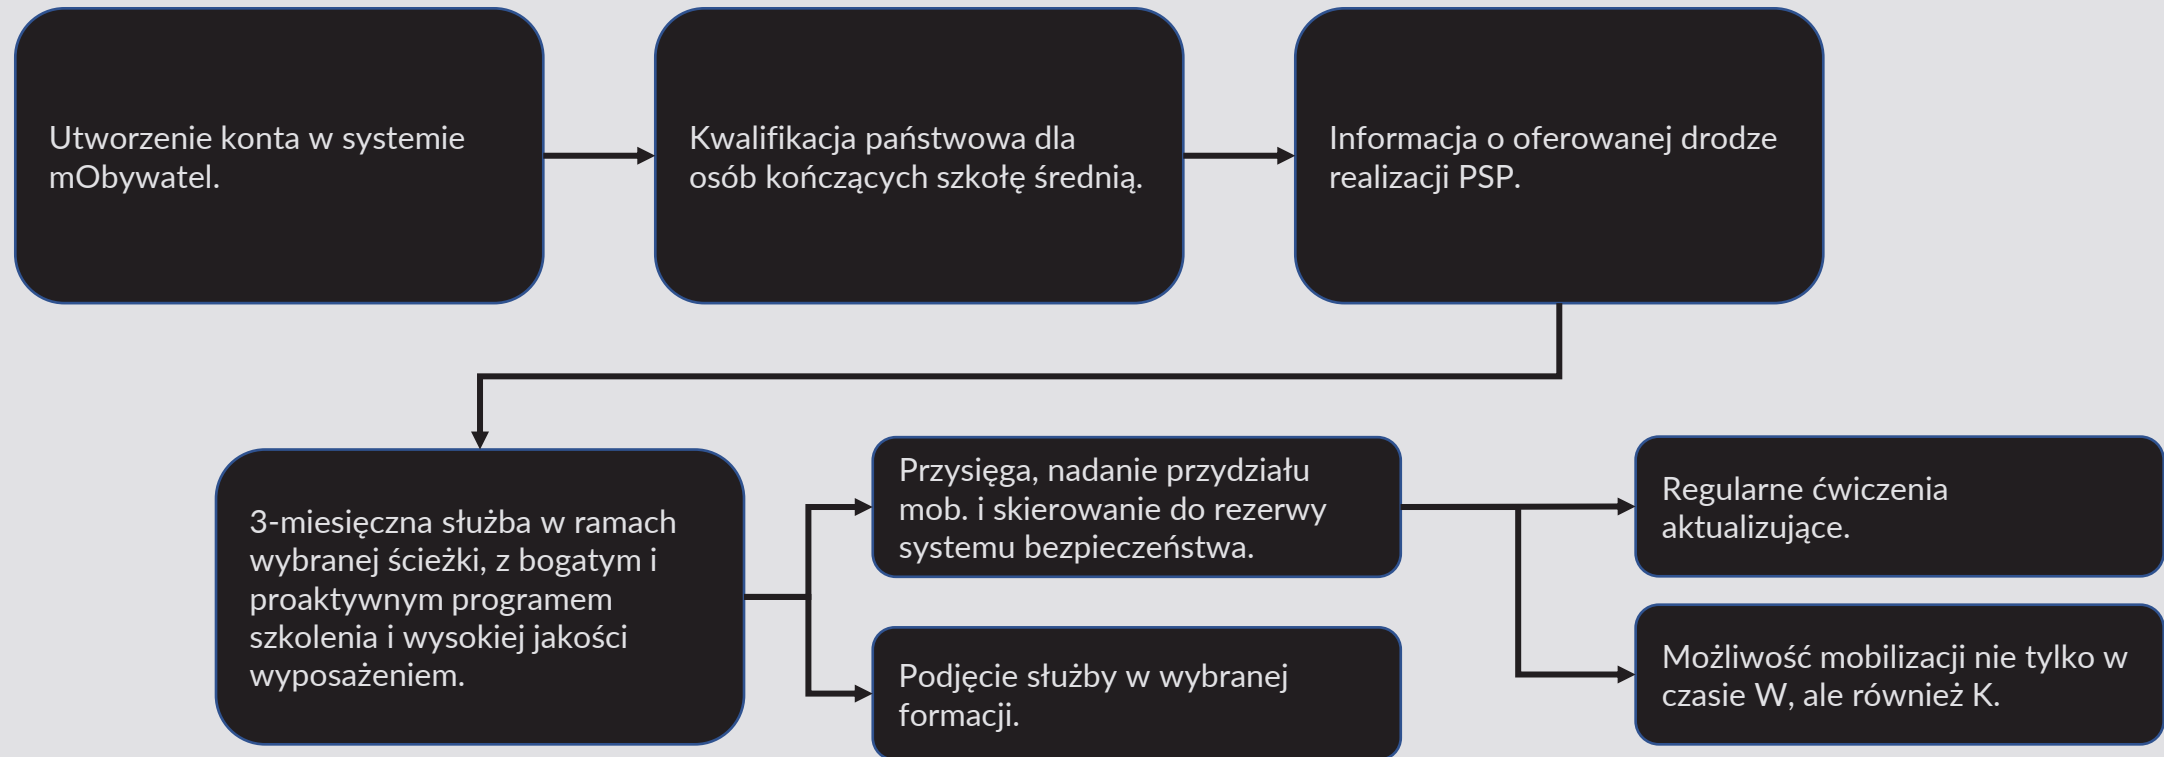 Utworzenie konta w systemie
mObywatel.
Kwalifikacja państwowa dla
osób kończących szkołę średnią.
Informacja o oferowanej drodze
realizacji PSP.
3-miesięczna służba w ramach
wybranej ścieżki, z bogatym i
proaktywnym programem
szkolenia i wysokiej jakości
wyposażeniem.
Przysięga, nadanie przydziału
mob. i skierowanie do rezerwy
systemu bezpieczeństwa.
Podjęcie służby w wybranej
formacji.
Regularne ćwiczenia
aktualizujące.
Możliwość mobilizacji nie tylko w
czasie W, ale również K.